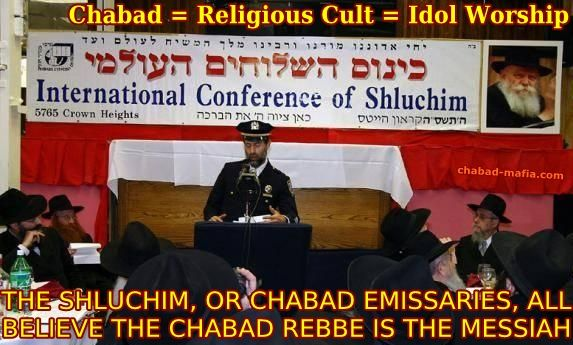 Chabad = Religious Cult = Idol Worship
יחי אדוננו מורנו ורבינו מלך המשיח לעולם ועד
ב"ה
כינוס השלוחים העולמי
International Conference of Shluchim
5765 Crown Heights
כאן ציוה ה' את הברכה
קראון הייטס
chabad-mafia.com
THE SHLUCHIM, OR CHABAD EMISSARIES, ALL
BELIEVE THE CHABAD REBBE IS THE MESSIAH